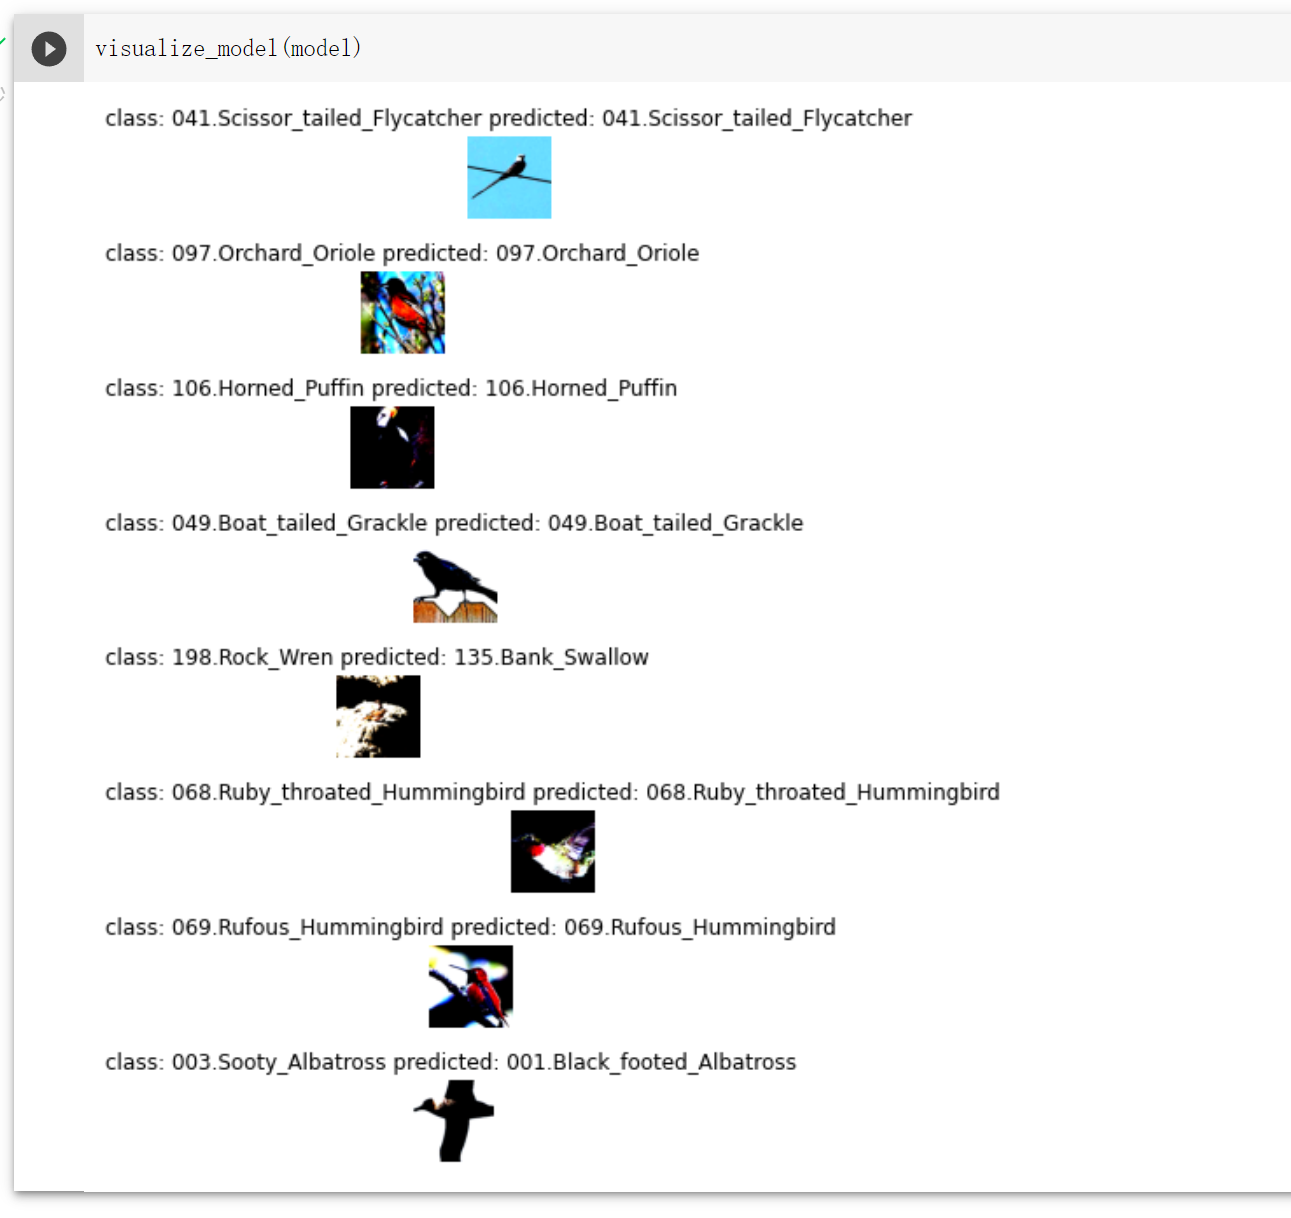 visualize_model(model)
class: 041.Scissor_tailed_Flycatcher predicted: 041.Scissor_tailed_Flycatcher
class: 097.Orchard_Oriole predicted: 097.Orchard_Oriole
class: 106.Horned_Puffin predicted: 106.Horned_Puffin
class: 049.Boat_tailed_Grackle predicted: 049.Boat_tailed_Grackle
class: 198.Rock_Wren predicted: 135.Bank_Swallow
class: 068.Ruby_throated_Hummingbird predicted: 068.Ruby_throated_Hummingbird
class: 069.Rufous_Hummingbird predicted: 069.Rufous_Hummingbird
class: 003.Sooty_Albatross predicted: 001.Black_footed_Albatross